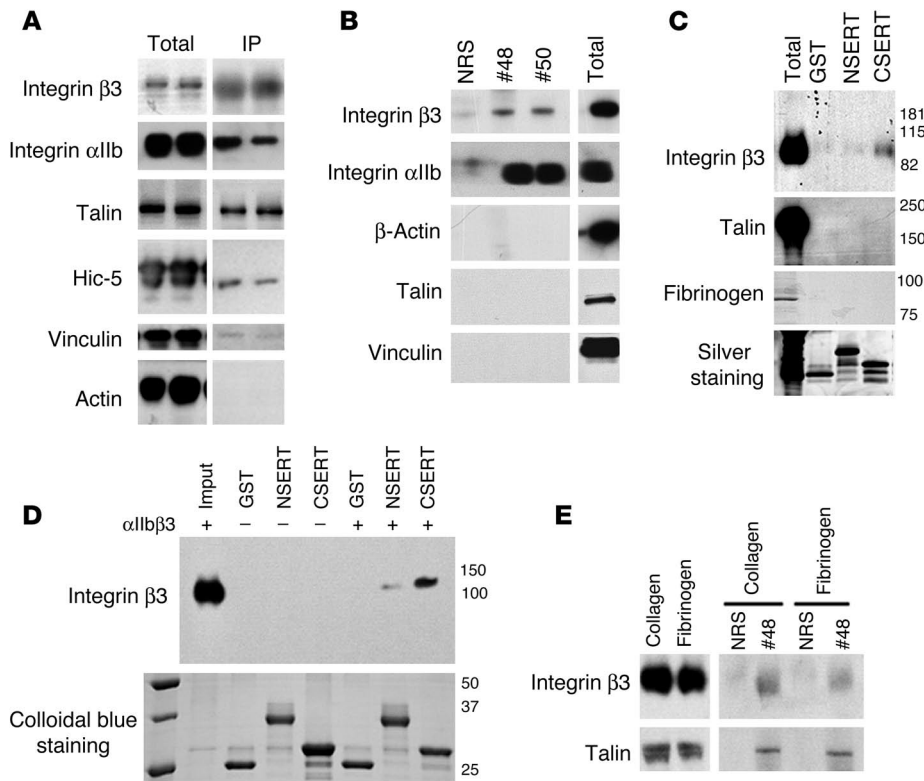 A
Total IP
Integrin β3
Integrin αIIb
Talin
Hic-5
Vinculin
Actin
B
NRS #48 #50 Total
Integrin β3
Integrin αIIb
β-Actin
Talin
Vinculin
C
Total GST NSERT CSERT
Integrin β3
181
115
82
Talin
250
150
Fibrinogen
100
75
Silver
staining
D
Imput GST NSERT CSERT GST NSERT CSERT
αIIbβ3 + – – – + + +
Integrin β3
150
100
Colloidal blue
staining
50
37
25
E
Collagen Fibrinogen
Collagen Fibrinogen
NRS #48 NRS #48
Integrin β3
Talin